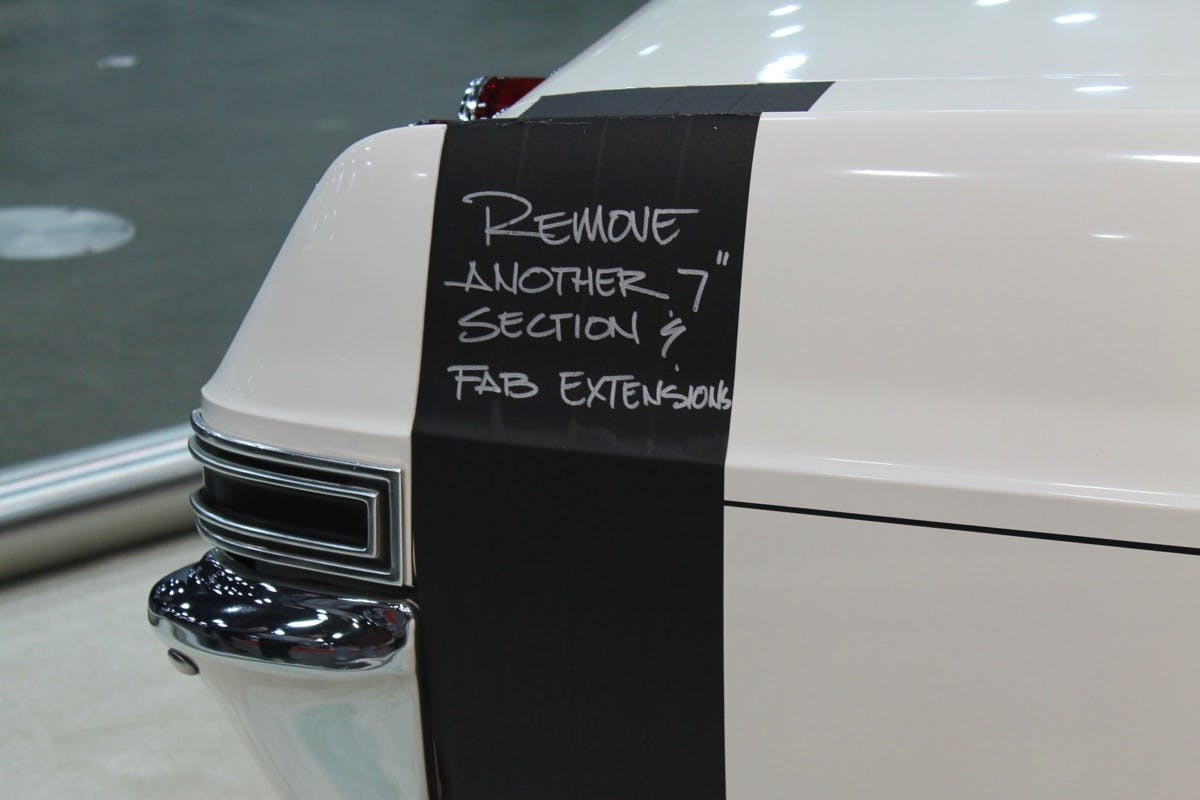 REMOVE
ANOTHER 7"
SECTION &
FAB EXTENSIONS